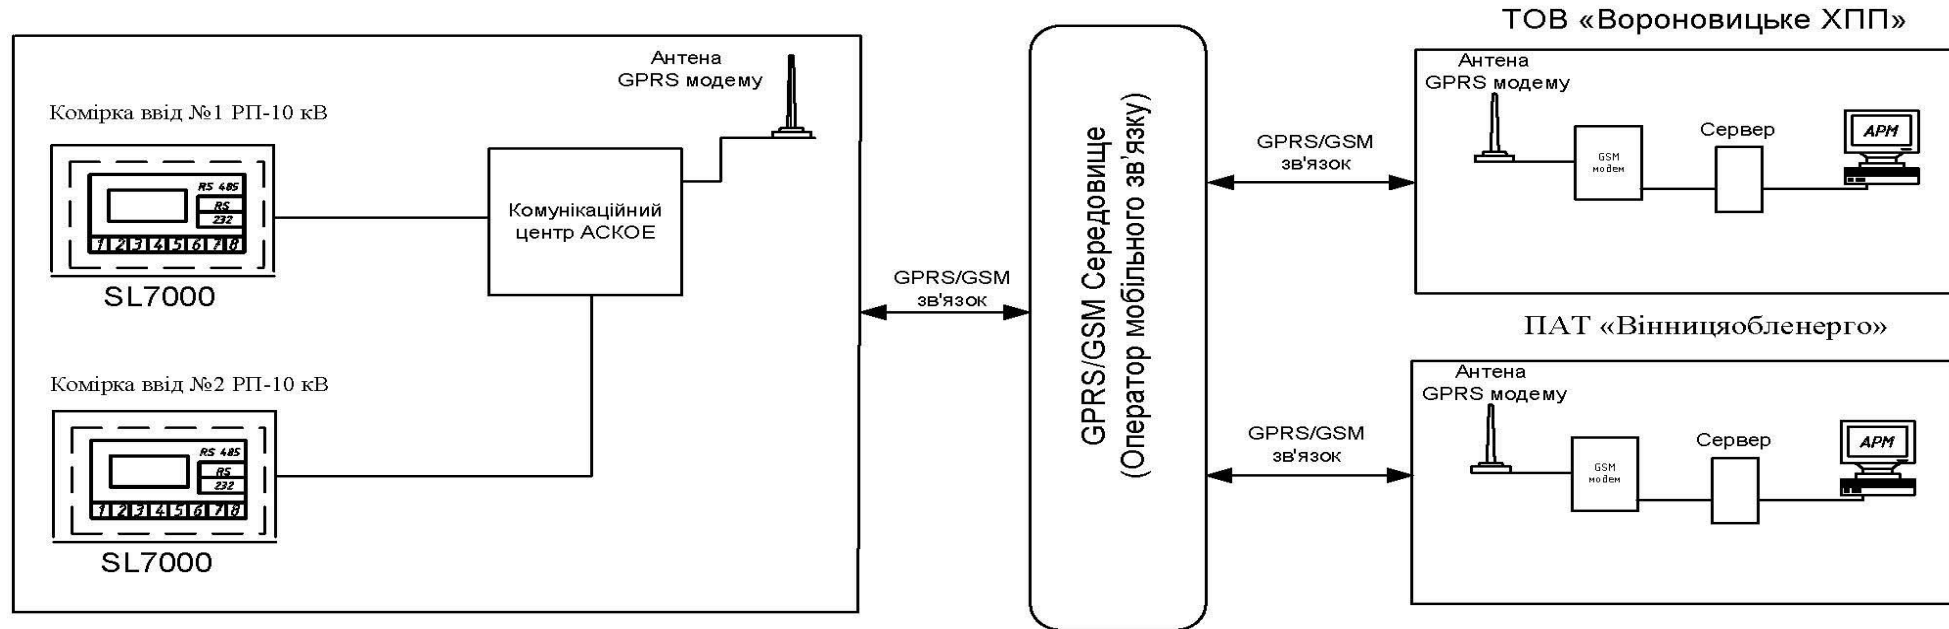 Антена
GPRS модему
Комірка ввід №1 РП-10 кВ
RS 485
RS
232
1 2 3 4 5 6 7 8
SL7000
Комунікаційний
центр АСКОЕ
Комірка ввід №2 РП-10 кВ
RS 485
RS
232
1 2 3 4 5 6 7 8
SL7000
GPRS/GSM
зв'язок
GPRS/GSM Середовище
(Оператор мобільного зв'язку)
GPRS/GSM
зв'язок
GPRS/GSM
зв'язок
ТОВ «Вороновицьке ХПП»
Антена
GPRS модему
GSM
модем
Сервер
АРМ
ПАТ «Вінницяобленерго»
Антена
GPRS модему
GSM
модем
Сервер
АРМ